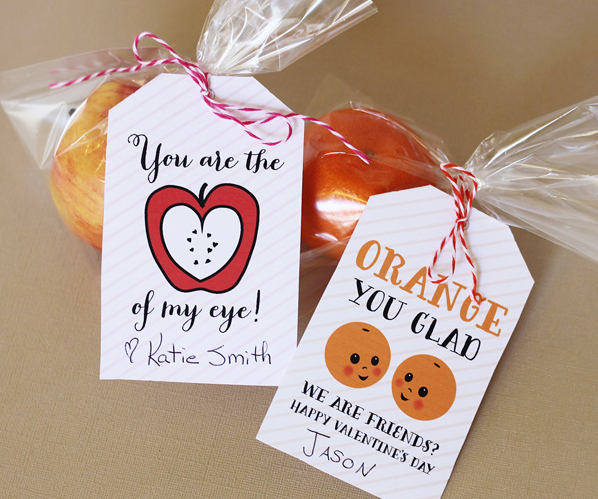 You are the
of my eye!
♡ Katie Smith
ORANGE
YOU GLAD
WE ARE FRIENDS?
HAPPY VALENTINE'S DAY
JASON